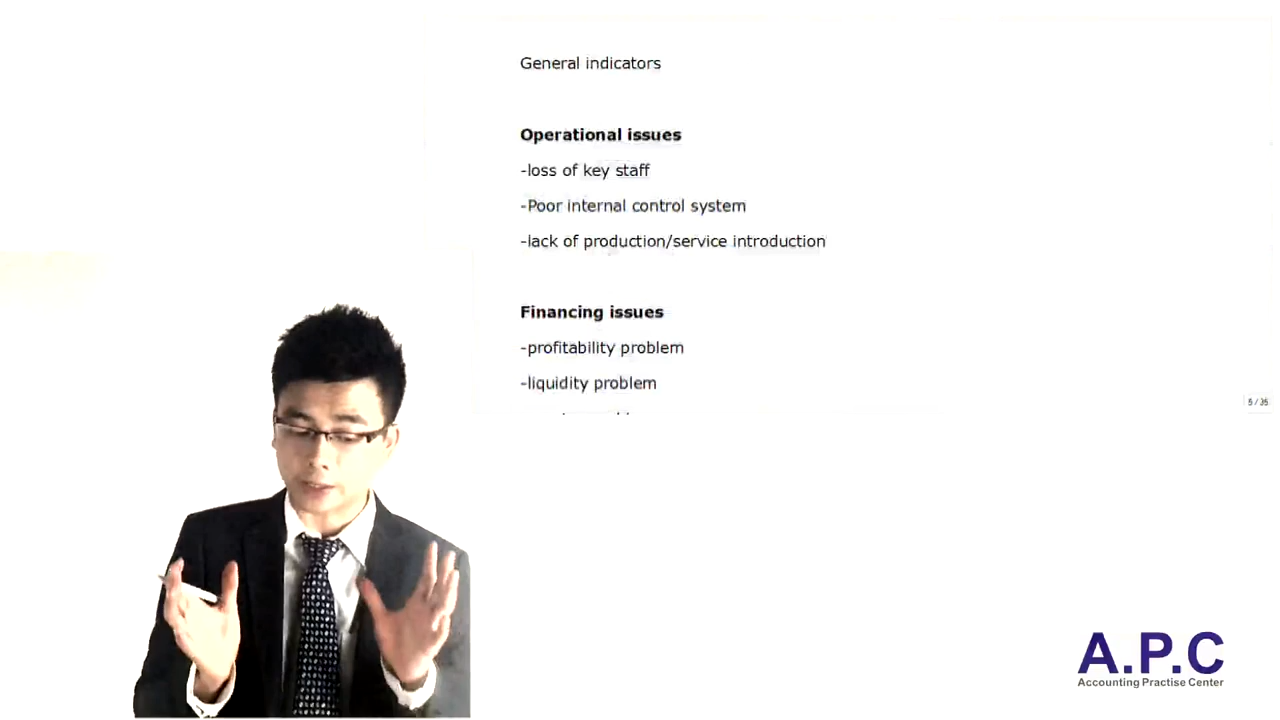 General indicators
Operational issues
-loss of key staff
-Poor internal control system
-lack of production/service introduction
Financing issues
-profitability problem
-liquidity problem
5 / 35
A.P.C
Accounting Practise Center